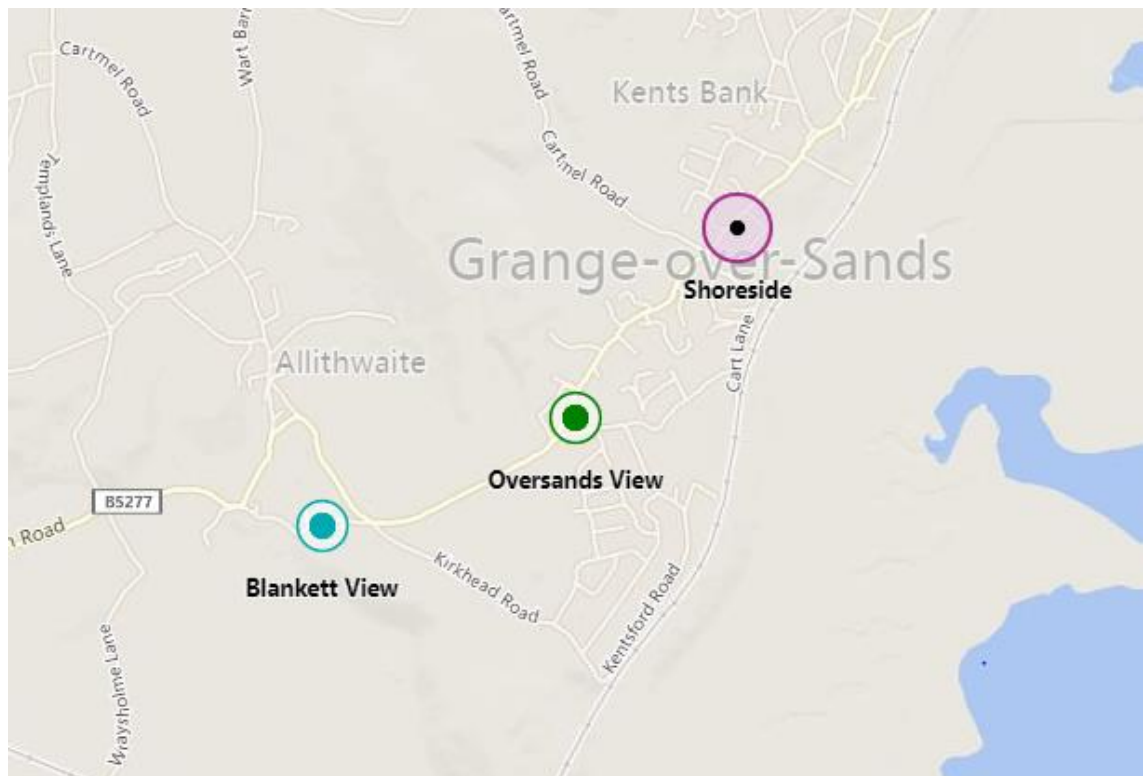 Cartmel Road
Wart Bar
Cartmel Road
Kents Bank
Cartmel Road
Templands Lane
Grange-over-Sands
Shoreside
Allithwaite
Cart Lane
Oversands View
B5277
Road
Blankett View
Kirkhead Road
Kentsford Road
Wraysholme Lane